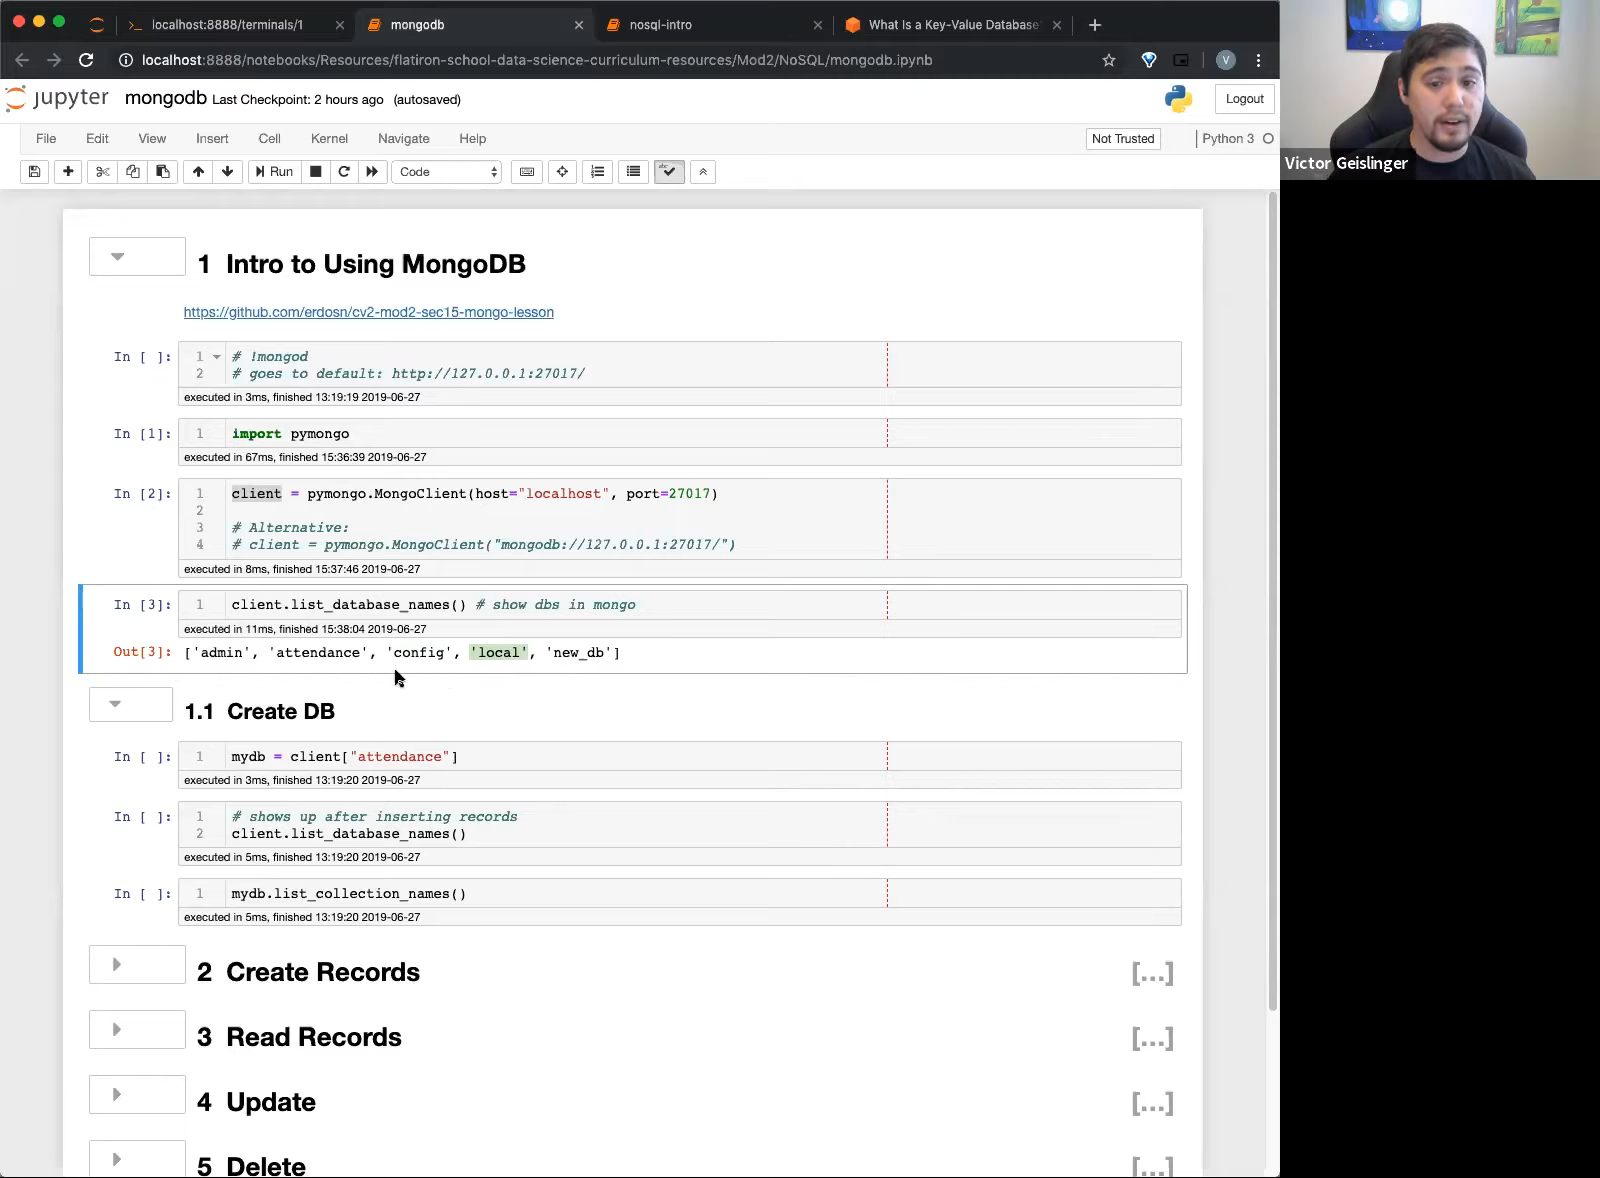 localhost:8888/terminals/1
mongodb
nosql-intro
What Is a Key-Value Database
localhost:8888/notebooks/Resources/flatiron-school-data-science-curriculum-resources/Mod2/NoSQL/mongodb.ipynb
V
jupyter mongodb Last Checkpoint: 2 hours ago (autosaved)
Logout
Victor Geislinger
File Edit View Insert Cell Kernel Navigate Help
Not Trusted
Python 3
Run
Code
1 Intro to Using MongoDB
https://github.com/erdosn/cv2-mod2-sec15-mongo-lesson
In [ ]: 1 # !mongod
2 # goes to default: http://127.0.0.1:27017/
executed in 3ms, finished 13:19:19 2019-06-27
In [1]: 1 import pymongo
executed in 67ms, finished 15:36:39 2019-06-27
In [2]: 1 client = pymongo.MongoClient(host="localhost", port=27017)
2
3 # Alternative:
4 # client = pymongo.MongoClient("mongodb://127.0.0.1:27017/")
executed in 8ms, finished 15:37:46 2019-06-27
In [3]: 1 client.list_database_names() # show dbs in mongo
executed in 11ms, finished 15:38:04 2019-06-27
Out[3]: ['admin', 'attendance', 'config', 'local', 'new_db']
1.1 Create DB
In [ ]: 1 mydb = client["attendance"]
executed in 3ms, finished 13:19:20 2019-06-27
In [ ]: 1 # shows up after inserting records
2 client.list_database_names()
executed in 5ms, finished 13:19:20 2019-06-27
In [ ]: 1 mydb.list_collection_names()
executed in 5ms, finished 13:19:20 2019-06-27
2 Create Records [...]
3 Read Records [...]
4 Update [...]
5 Delete [...]